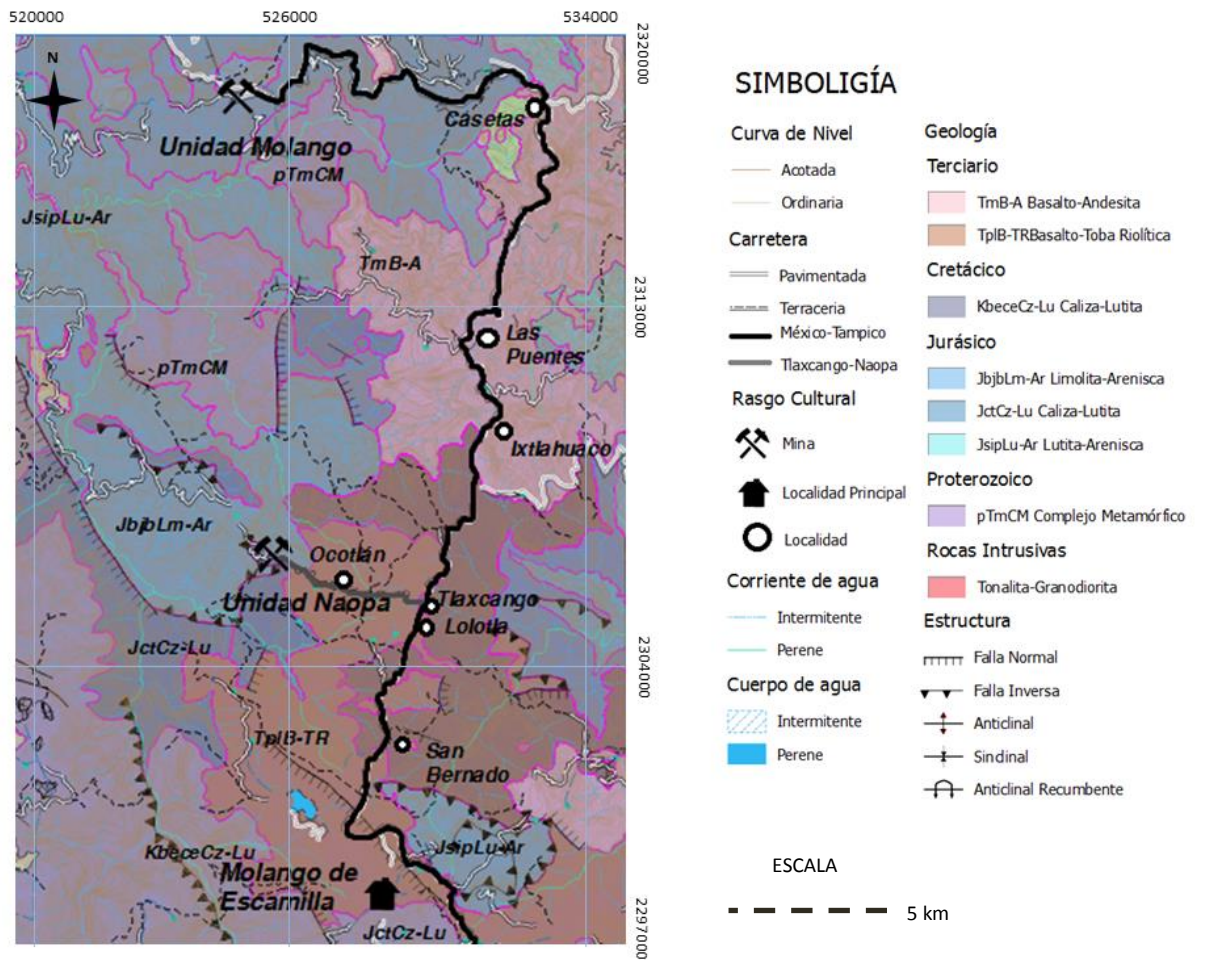 520000
526000
534000
2320000
N
Casetas
Unidad Molango
pTmCM
JsipLu-Ar
TmB-A
2313000
Las
Puentes
pTmCM
Ixtlahuaco
JbjbLm-Ar
Ocotlán
Unidad Naopa
Tlaxcango
Lolotla
JctCz-Lu
2304000
TplB-TR
San
Bernado
KbeceCz-Lu
JsipLu-Ar
Molango de
Escamilla
JctCz-Lu
2297000
SIMBOLIGÍA
Curva de Nivel
Acotada
Ordinaria
Carretera
Pavimentada
Terraceria
México-Tampico
Tlaxcango-Naopa
Rasgo Cultural
Mina
Localidad Principal
Localidad
Corriente de agua
Intermitente
Perene
Cuerpo de agua
Intermitente
Perene
Geología
Terciario
TmB-A Basalto-Andesita
TplB-TRBasalto-Toba Riolítica
Cretácico
KbeceCz-Lu Caliza-Lutita
Jurásico
JbjbLm-Ar Limolita-Arenisca
JctCz-Lu Caliza-Lutita
JsipLu-Ar Lutita-Arenisca
Proterozoico
pTmCM Complejo Metamórfico
Rocas Intrusivas
Tonalita-Granodiorita
Estructura
Falla Normal
Falla Inversa
Anticlinal
Sindinal
Anticlinal Recumbente
ESCALA
5 km